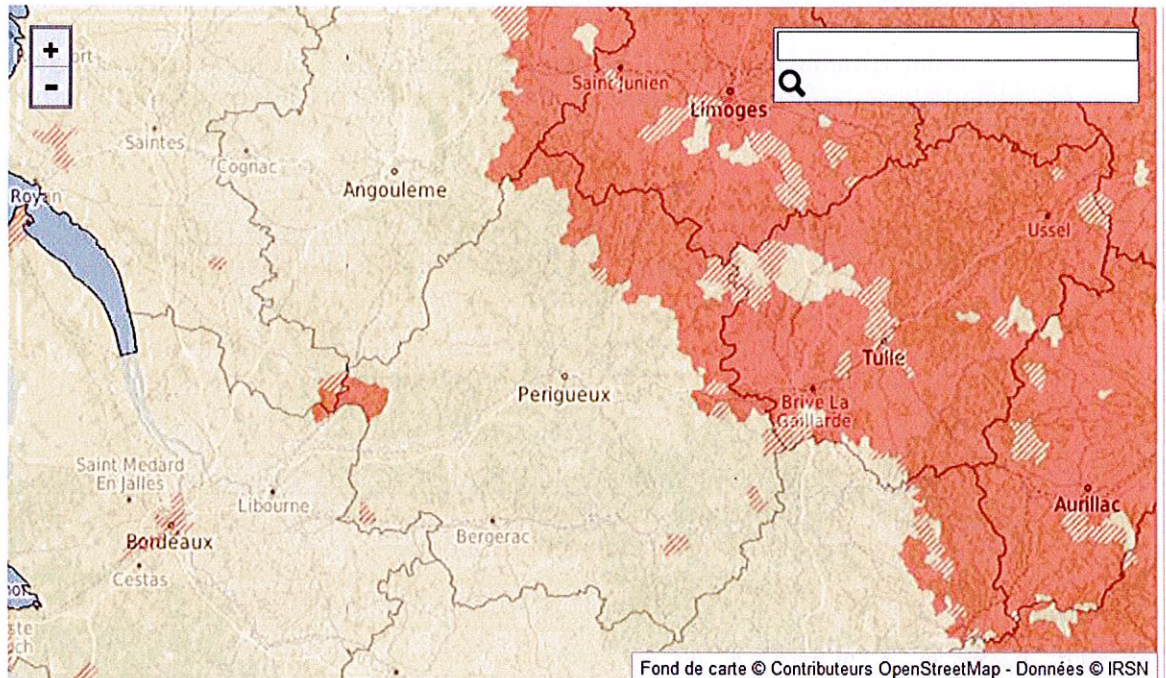 +
-
Saint Junien
Limoges
Saintes
Cognac
Angouleme
Royan
Ussel
Tulle
Perigueux
Brive La
Gaillarde
Saint Medard
En Jalles
Libourne
Aurillac
Bordeaux
Bergerac
Cestas
Fond de carte © Contributeurs OpenStreetMap - Données © IRSN